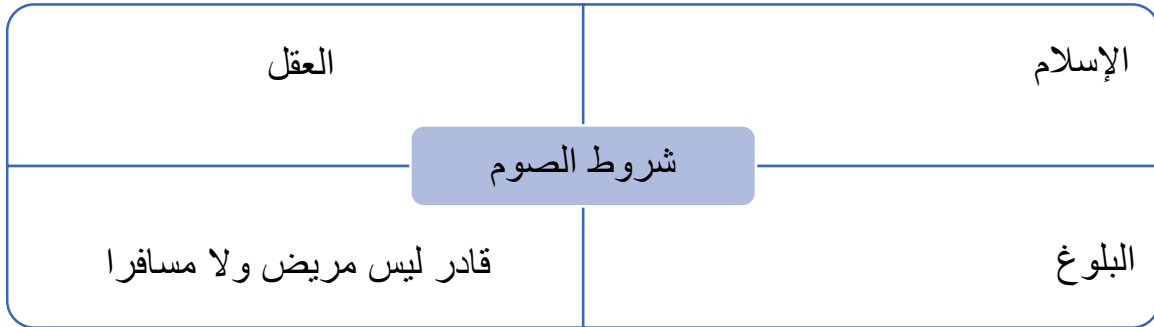 الإسلام
العقل
شروط الصوم
البلوغ
قادر ليس مريض ولا مسافرا